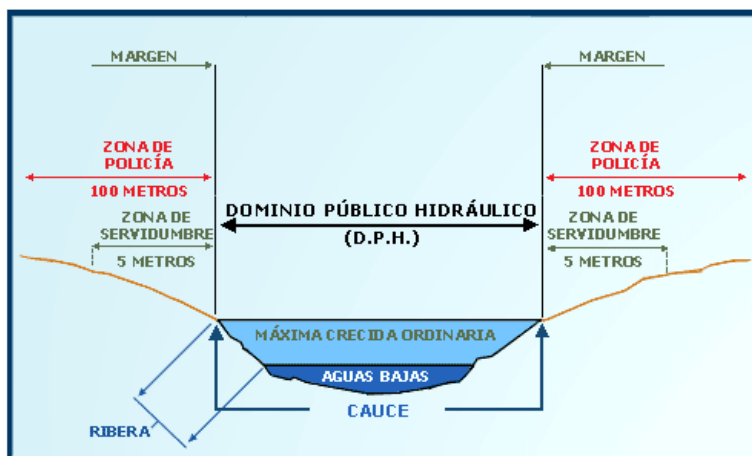 MARGEN
MARGEN
ZONA DE
POLICÍA
100 METROS
ZONA DE
POLICÍA
100 METROS
DOMINIO PÚBLICO HIDRÁULICO
(D.P.H.)
ZONA DE
SERVIDUMBRE
5 METROS
ZONA DE
SERVIDUMBRE
5 METROS
MÁXIMA CRECIDA ORDINARIA
AGUAS BAJAS
CAUCE
RIBERA